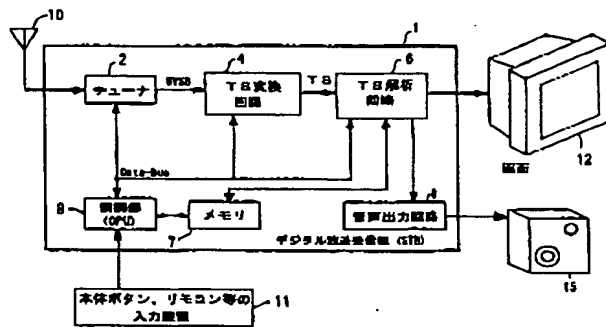 10
1
2
チューナ
4
TS変換
回路
TS
6
TS解析
回路
12
画面
Data-Bus
9
制御部
(CPU)
7
メモリ
8
音声出力回路
デジタル放送受信機 (STB)
15
11
本体ボタン、リモコン等の
入力装置